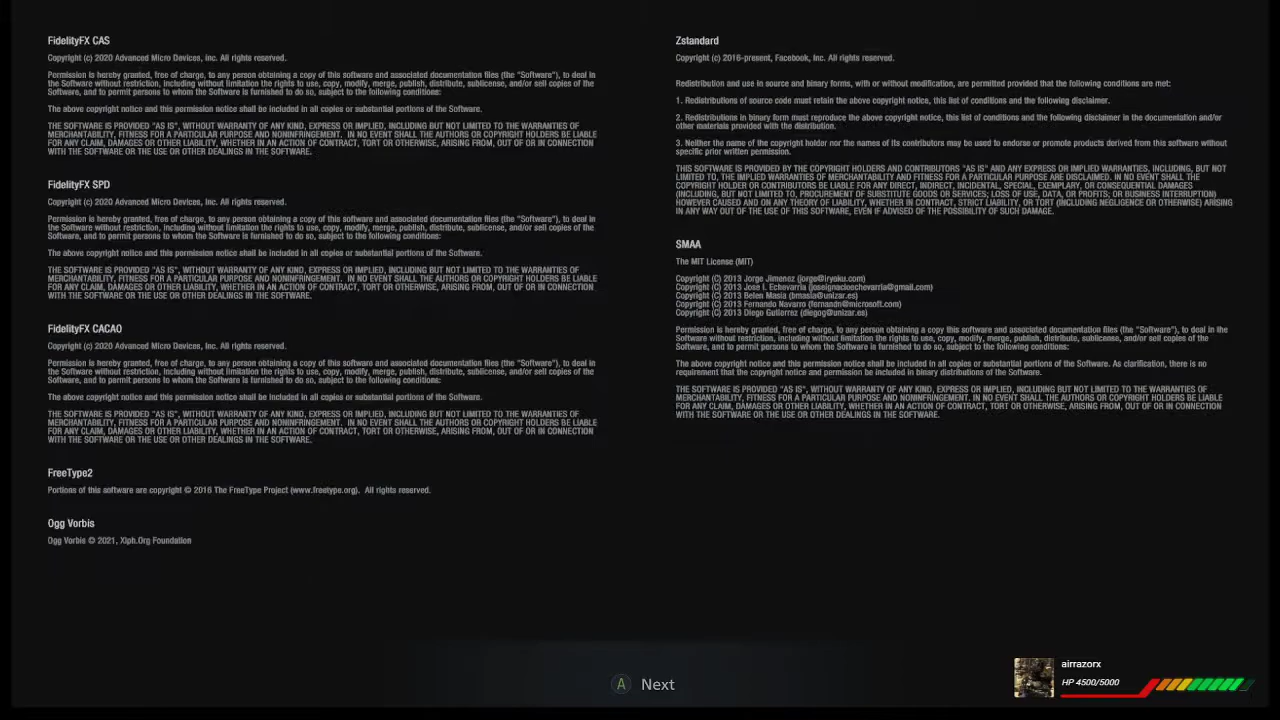 FidelityFX CAS
Copyright (c) 2020 Advanced Micro Devices, Inc. All rights reserved.
Permission is hereby granted, free of charge, to any person obtaining a copy of this software and associated documentation files (the "Software"), to deal in
the Software without restriction, including without limitation the rights to use, copy, modify, merge, publish, distribute, sublicense, and/or sell copies of the
Software, and to permit persons to whom the Software is furnished to do so, subject to the following conditions:
The above copyright notice and this permission notice shall be included in all copies or substantial portions of the Software.
THE SOFTWARE IS PROVIDED "AS IS", WITHOUT WARRANTY OF ANY KIND, EXPRESS OR IMPLIED, INCLUDING BUT NOT LIMITED TO THE WARRANTIES OF
MERCHANTABILITY, FITNESS FOR A PARTICULAR PURPOSE AND NONINFRINGEMENT. IN NO EVENT SHALL THE AUTHORS OR COPYRIGHT HOLDERS BE LIABLE
FOR ANY CLAIM, DAMAGES OR OTHER LIABILITY, WHETHER IN AN ACTION OF CONTRACT, TORT OR OTHERWISE, ARISING FROM, OUT OF OR IN CONNECTION
WITH THE SOFTWARE OR THE USE OR OTHER DEALINGS IN THE SOFTWARE.
FidelityFX SPD
Copyright (c) 2020 Advanced Micro Devices, Inc. All rights reserved.
Permission is hereby granted, free of charge, to any person obtaining a copy of this software and associated documentation files (the "Software"), to deal in
the Software without restriction, including without limitation the rights to use, copy, modify, merge, publish, distribute, sublicense, and/or sell copies of the
Software, and to permit persons to whom the Software is furnished to do so, subject to the following conditions:
The above copyright notice and this permission notice shall be included in all copies or substantial portions of the Software.
THE SOFTWARE IS PROVIDED "AS IS", WITHOUT WARRANTY OF ANY KIND, EXPRESS OR IMPLIED, INCLUDING BUT NOT LIMITED TO THE WARRANTIES OF
MERCHANTABILITY, FITNESS FOR A PARTICULAR PURPOSE AND NONINFRINGEMENT. IN NO EVENT SHALL THE AUTHORS OR COPYRIGHT HOLDERS BE LIABLE
FOR ANY CLAIM, DAMAGES OR OTHER LIABILITY, WHETHER IN AN ACTION OF CONTRACT, TORT OR OTHERWISE, ARISING FROM, OUT OF OR IN CONNECTION
WITH THE SOFTWARE OR THE USE OR OTHER DEALINGS IN THE SOFTWARE.
FidelityFX CACAO
Copyright (c) 2020 Advanced Micro Devices, Inc. All rights reserved.
Permission is hereby granted, free of charge, to any person obtaining a copy of this software and associated documentation files (the "Software"), to deal in
the Software without restriction, including without limitation the rights to use, copy, modify, merge, publish, distribute, sublicense, and/or sell copies of the
Software, and to permit persons to whom the Software is furnished to do so, subject to the following conditions:
The above copyright notice and this permission notice shall be included in all copies or substantial portions of the Software.
THE SOFTWARE IS PROVIDED "AS IS", WITHOUT WARRANTY OF ANY KIND, EXPRESS OR IMPLIED, INCLUDING BUT NOT LIMITED TO THE WARRANTIES OF
MERCHANTABILITY, FITNESS FOR A PARTICULAR PURPOSE AND NONINFRINGEMENT. IN NO EVENT SHALL THE AUTHORS OR COPYRIGHT HOLDERS BE LIABLE
FOR ANY CLAIM, DAMAGES OR OTHER LIABILITY, WHETHER IN AN ACTION OF CONTRACT, TORT OR OTHERWISE, ARISING FROM, OUT OF OR IN CONNECTION
WITH THE SOFTWARE OR THE USE OR OTHER DEALINGS IN THE SOFTWARE.
FreeType2
Portions of this software are copyright © 2016 The FreeType Project (www.freetype.org). All rights reserved.
Ogg Vorbis
Ogg Vorbis © 2021, Xiph.Org Foundation
Zstandard
Copyright (c) 2016-present, Facebook, Inc. All rights reserved.
Redistribution and use in source and binary forms, with or without modification, are permitted provided that the following conditions are met:
1. Redistributions of source code must retain the above copyright notice, this list of conditions and the following disclaimer.
2. Redistributions in binary form must reproduce the above copyright notice, this list of conditions and the following disclaimer in the documentation and/or
other materials provided with the distribution.
3. Neither the name of the copyright holder nor the names of its contributors may be used to endorse or promote products derived from this software without
specific prior written permission.
THIS SOFTWARE IS PROVIDED BY THE COPYRIGHT HOLDERS AND CONTRIBUTORS "AS IS" AND ANY EXPRESS OR IMPLIED WARRANTIES, INCLUDING, BUT NOT
LIMITED TO, THE IMPLIED WARRANTIES OF MERCHANTABILITY AND FITNESS FOR A PARTICULAR PURPOSE ARE DISCLAIMED. IN NO EVENT SHALL THE
COPYRIGHT HOLDER OR CONTRIBUTORS BE LIABLE FOR ANY DIRECT, INDIRECT, INCIDENTAL, SPECIAL, EXEMPLARY, OR CONSEQUENTIAL DAMAGES
(INCLUDING, BUT NOT LIMITED TO, PROCUREMENT OF SUBSTITUTE GOODS OR SERVICES; LOSS OF USE, DATA, OR PROFITS; OR BUSINESS INTERRUPTION)
HOWEVER CAUSED AND ON ANY THEORY OF LIABILITY, WHETHER IN CONTRACT, STRICT LIABILITY, OR TORT (INCLUDING NEGLIGENCE OR OTHERWISE) ARISING
IN ANY WAY OUT OF THE USE OF THIS SOFTWARE, EVEN IF ADVISED OF THE POSSIBILITY OF SUCH DAMAGE.
SMAA
The MIT License (MIT)
Copyright (C) 2013 Jorge Jimenez (jorge@iryoku.com)
Copyright (C) 2013 Jose I. Echevarria (joseignacioechevarria@gmail.com)
Copyright (C) 2013 Belen Masia (bmasia@unizar.es)
Copyright (C) 2013 Fernando Navarro (fernandn@microsoft.com)
Copyright (C) 2013 Diego Gutierrez (diegog@unizar.es)
Permission is hereby granted, free of charge, to any person obtaining a copy this software and associated documentation files (the "Software"), to deal in the
Software without restriction, including without limitation the rights to use, copy, modify, merge, publish, distribute, sublicense, and/or sell copies of the
Software, and to permit persons to whom the Software is furnished to do so, subject to the following conditions:
The above copyright notice and this permission notice shall be included in all copies or substantial portions of the Software. As clarification, there is no
requirement that the copyright notice and permission be included in binary distributions of the Software.
THE SOFTWARE IS PROVIDED "AS IS", WITHOUT WARRANTY OF ANY KIND, EXPRESS OR IMPLIED, INCLUDING BUT NOT LIMITED TO THE WARRANTIES OF
MERCHANTABILITY, FITNESS FOR A PARTICULAR PURPOSE AND NONINFRINGEMENT. IN NO EVENT SHALL THE AUTHORS OR COPYRIGHT HOLDERS BE LIABLE
FOR ANY CLAIM, DAMAGES OR OTHER LIABILITY, WHETHER IN AN ACTION OF CONTRACT, TORT OR OTHERWISE, ARISING FROM, OUT OF OR IN CONNECTION
WITH THE SOFTWARE OR THE USE OR OTHER DEALINGS IN THE SOFTWARE.
A Next
airrazorx
HP 4500/5000